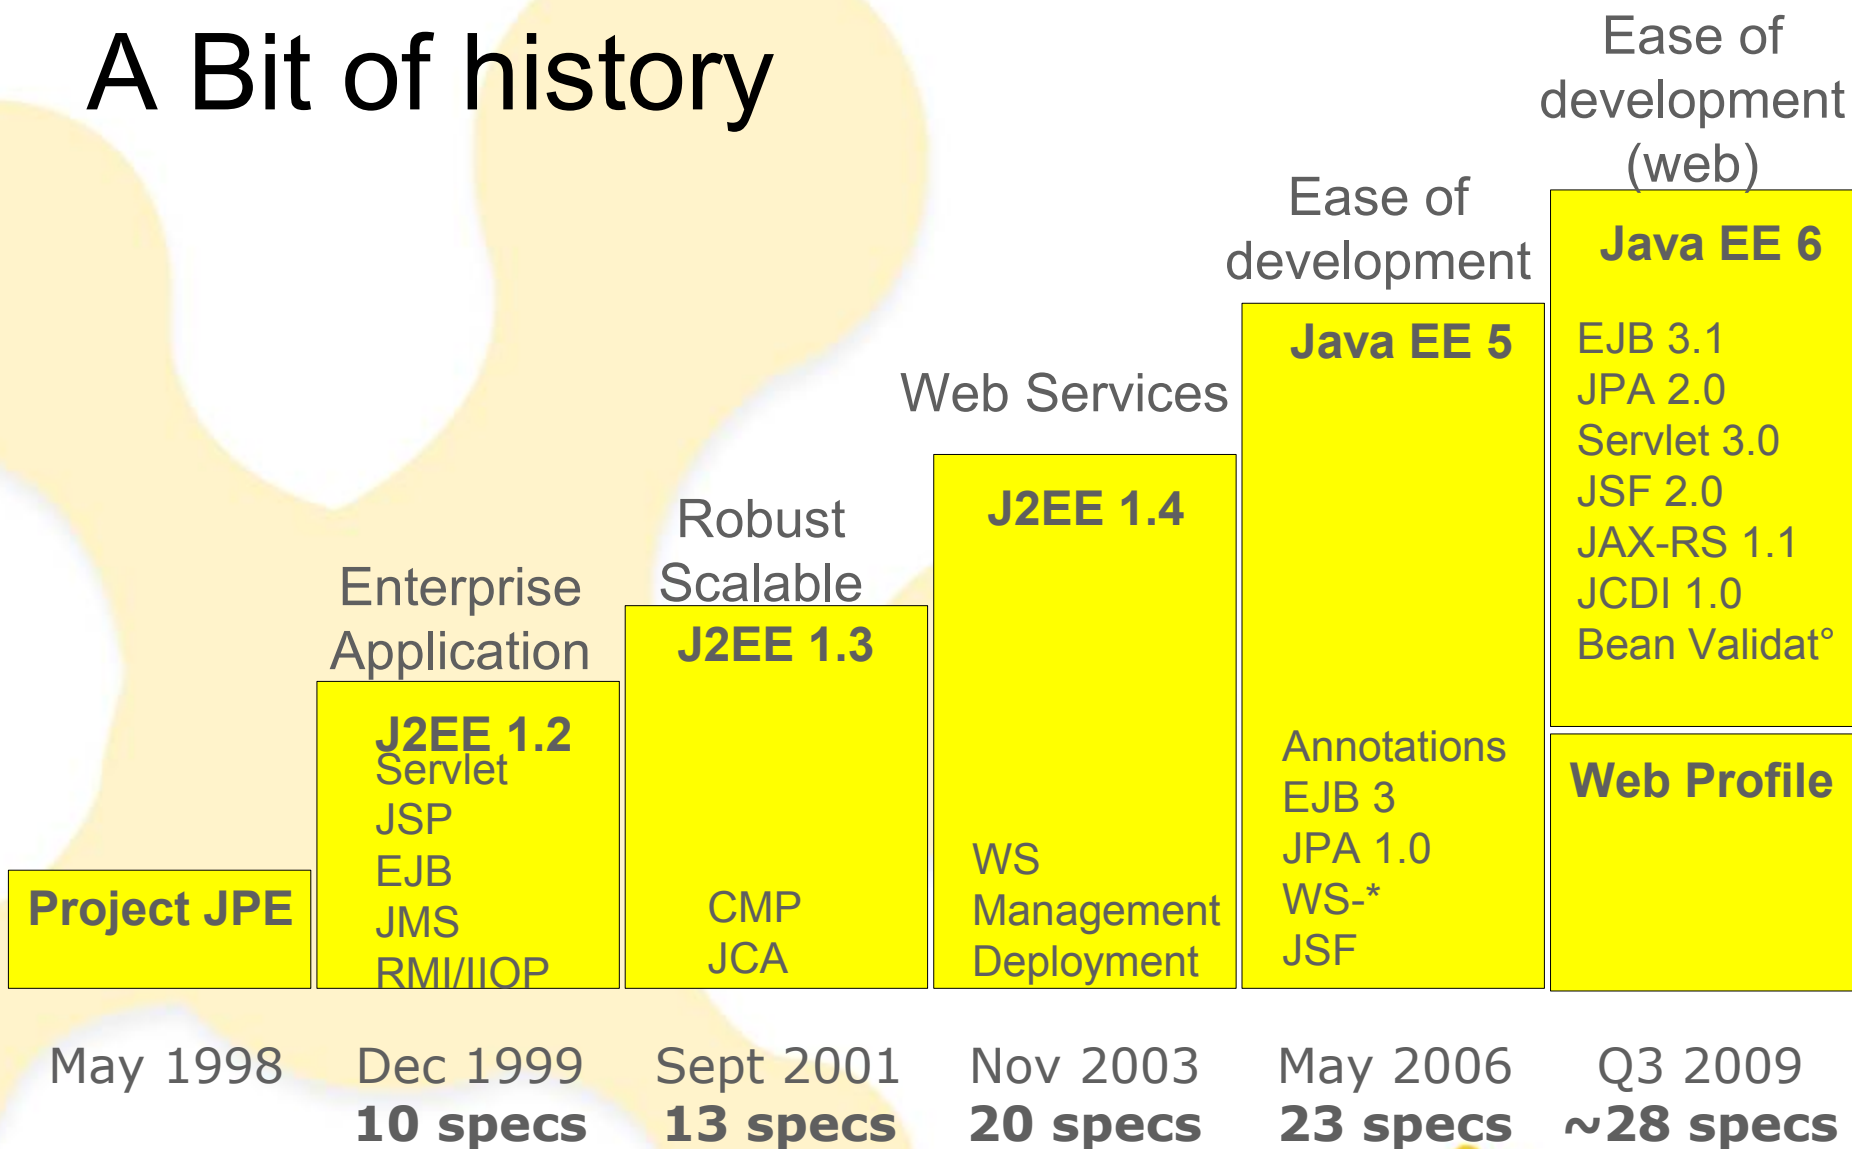 A Bit of history
Project JPE
May 1998
Enterprise
Application
J2EE 1.2
Servlet
JSP
EJB
JMS
RMI/IIOP
Dec 1999
10 specs
Robust
Scalable
J2EE 1.3
CMP
JCA
Sept 2001
13 specs
Web Services
J2EE 1.4
WS
Management
Deployment
Nov 2003
20 specs
Ease of
development
Java EE 5
Annotations
EJB 3
JPA 1.0
WS-*
JSF
May 2006
23 specs
Ease of
development
(web)
Java EE 6
EJB 3.1
JPA 2.0
Servlet 3.0
JSF 2.0
JAX-RS 1.1
JCDI 1.0
Bean Validat°
Web Profile
Q3 2009
~28 specs